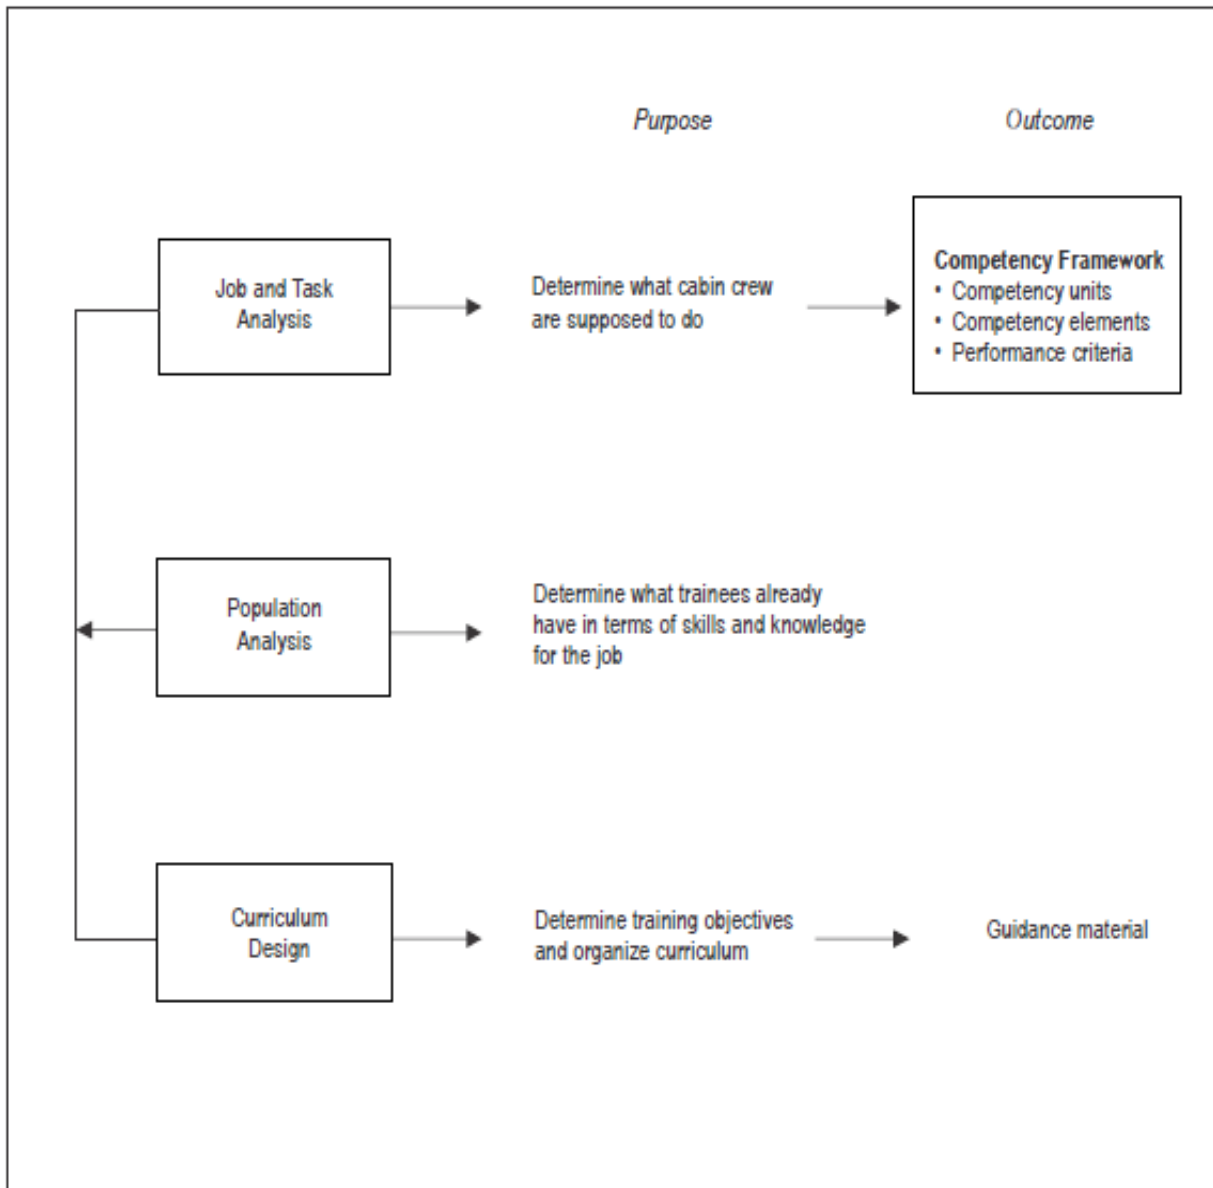 Purpose
Outcome
Job and Task
Analysis
Determine what cabin crew
are supposed to do
Competency Framework
• Competency units
• Competency elements
• Performance criteria
Population
Analysis
Determine what trainees already
have in terms of skills and knowledge
for the job
Curriculum
Design
Determine training objectives
and organize curriculum
Guidance material